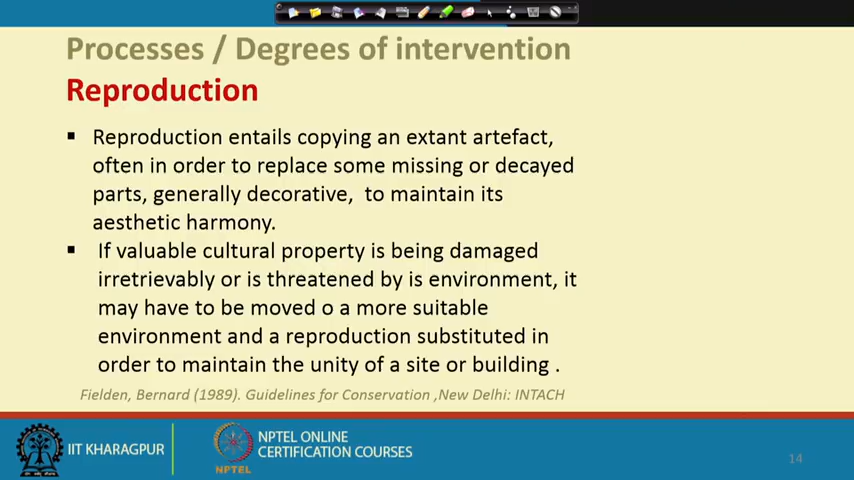 Processes / Degrees of intervention
Reproduction
▪ Reproduction entails copying an extant artefact,
often in order to replace some missing or decayed
parts, generally decorative, to maintain its
aesthetic harmony.
▪ If valuable cultural property is being damaged
irretrievably or is threatened by is environment, it
may have to be moved o a more suitable
environment and a reproduction substituted in
order to maintain the unity of a site or building .
Fielden, Bernard (1989). Guidelines for Conservation ,New Delhi: INTACH
IIT KHARAGPUR
NPTEL
NPTEL ONLINE
CERTIFICATION COURSES
14